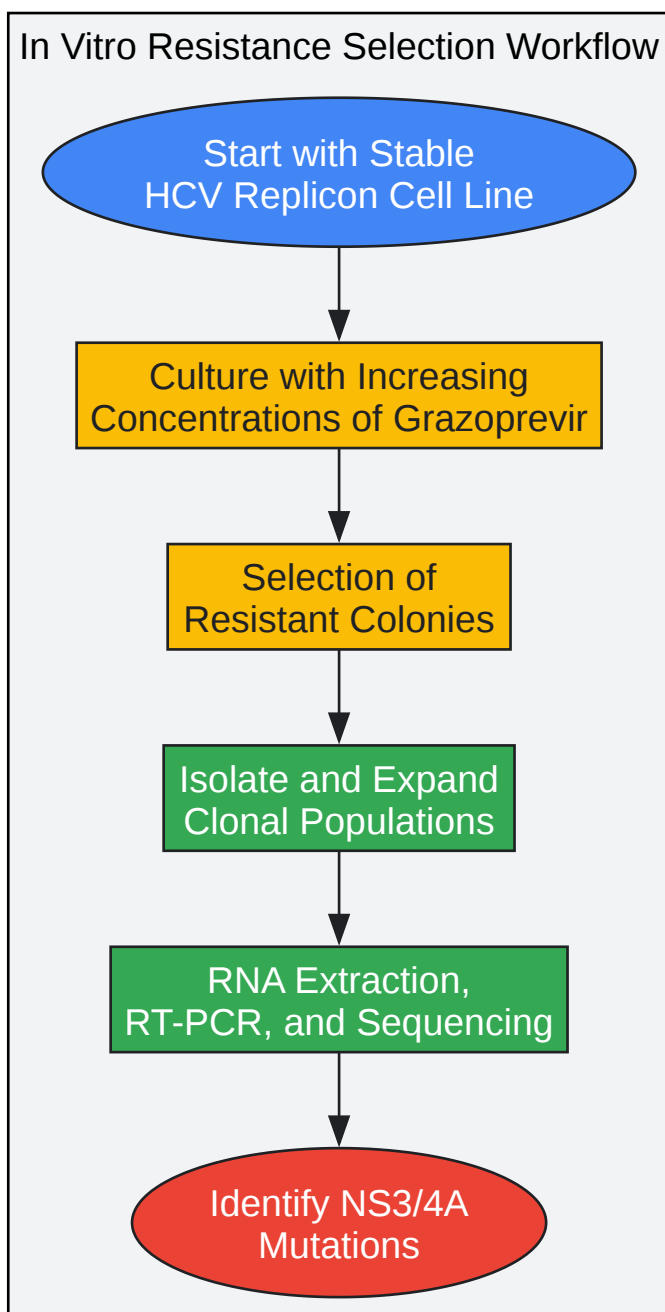 In Vitro Resistance Selection Workflow
Start with Stable
HCV Replicon Cell Line
Culture with Increasing
Concentrations of Grazoprevir
Selection of
Resistant Colonies
Isolate and Expand
Clonal Populations
RNA Extraction,
RT-PCR, and Sequencing
Identify NS3/4A
Mutations